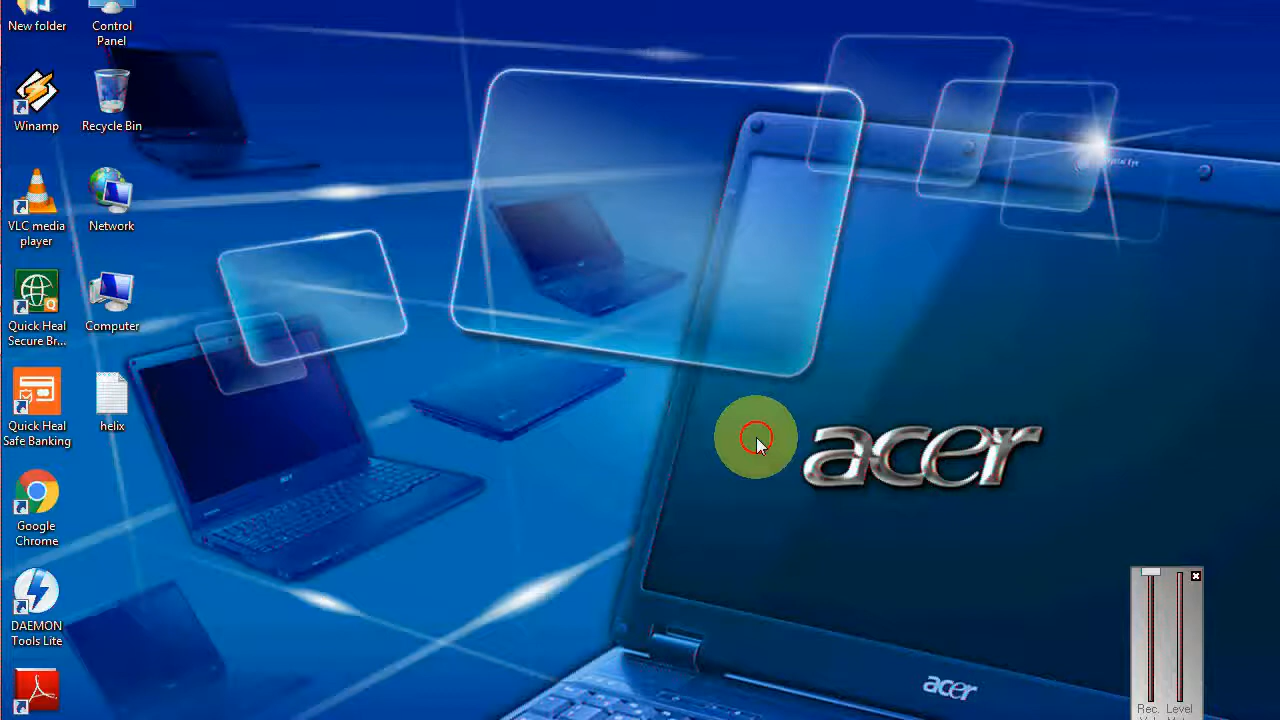 New folder
Control
Panel
Winamp
Recycle Bin
VLC media
player
Network
Quick Heal
Secure Br...
Computer
Quick Heal
Safe Banking
helix
Google
Chrome
DAEMON
Tools Lite
acer
acer
Rec. Level